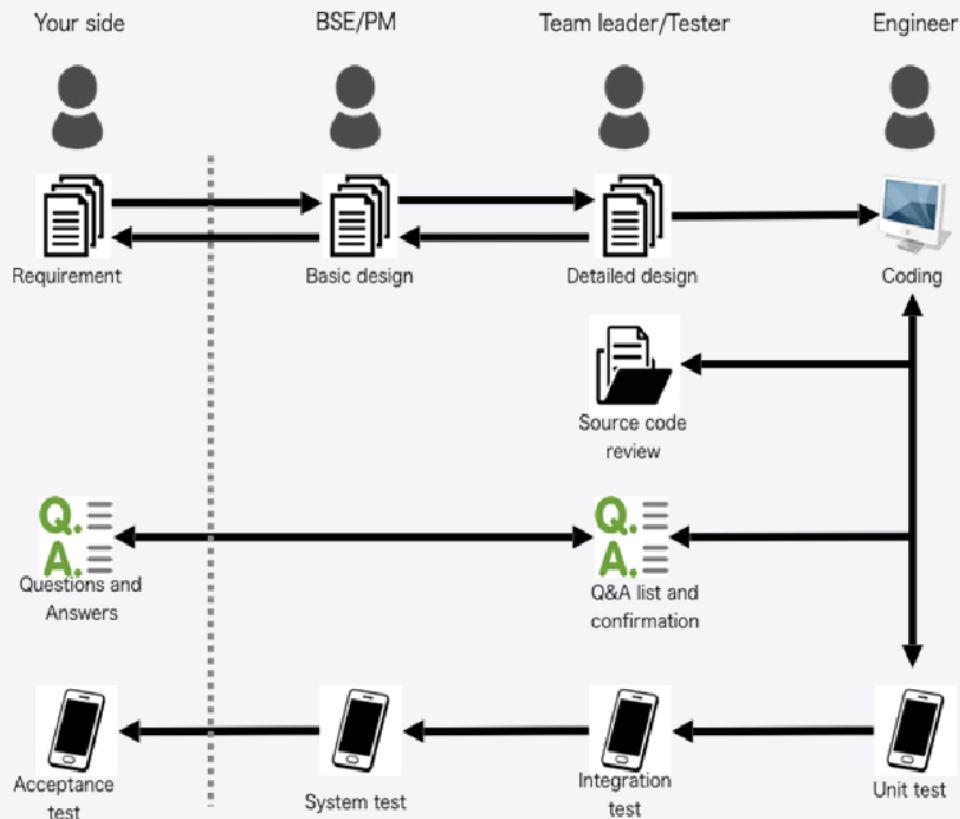 Your side
BSE/PM
Team leader/Tester
Engineer
Requirement
Basic design
Detailed design
Coding
Source code
review
Q.
A.
Questions and
Answers
Q.
A.
Q&A list and
confirmation
Acceptance
test
System test
Integration
test
Unit test